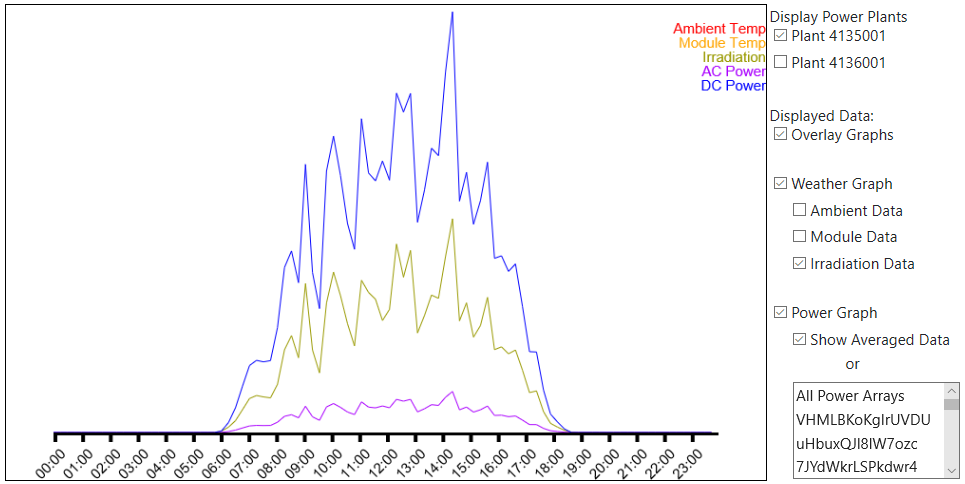 Ambient Temp
Module Temp
Irradiation
AC Power
DC Power
00:00
01:00
02:00
03:00
04:00
05:00
06:00
07:00
08:00
09:00
10:00
11:00
12:00
13:00
14:00
15:00
16:00
17:00
18:00
19:00
20:00
21:00
22:00
23:00
Display Power Plants
Plant 4135001
Plant 4136001
Displayed Data:
Overlay Graphs
Weather Graph
Ambient Data
Module Data
Irradiation Data
Power Graph
Show Averaged Data
or
All Power Arrays
VHMLBKoKgIrUVDU
uHbuxQJl8lW7ozc
7JYdWkrLSPkdwr4